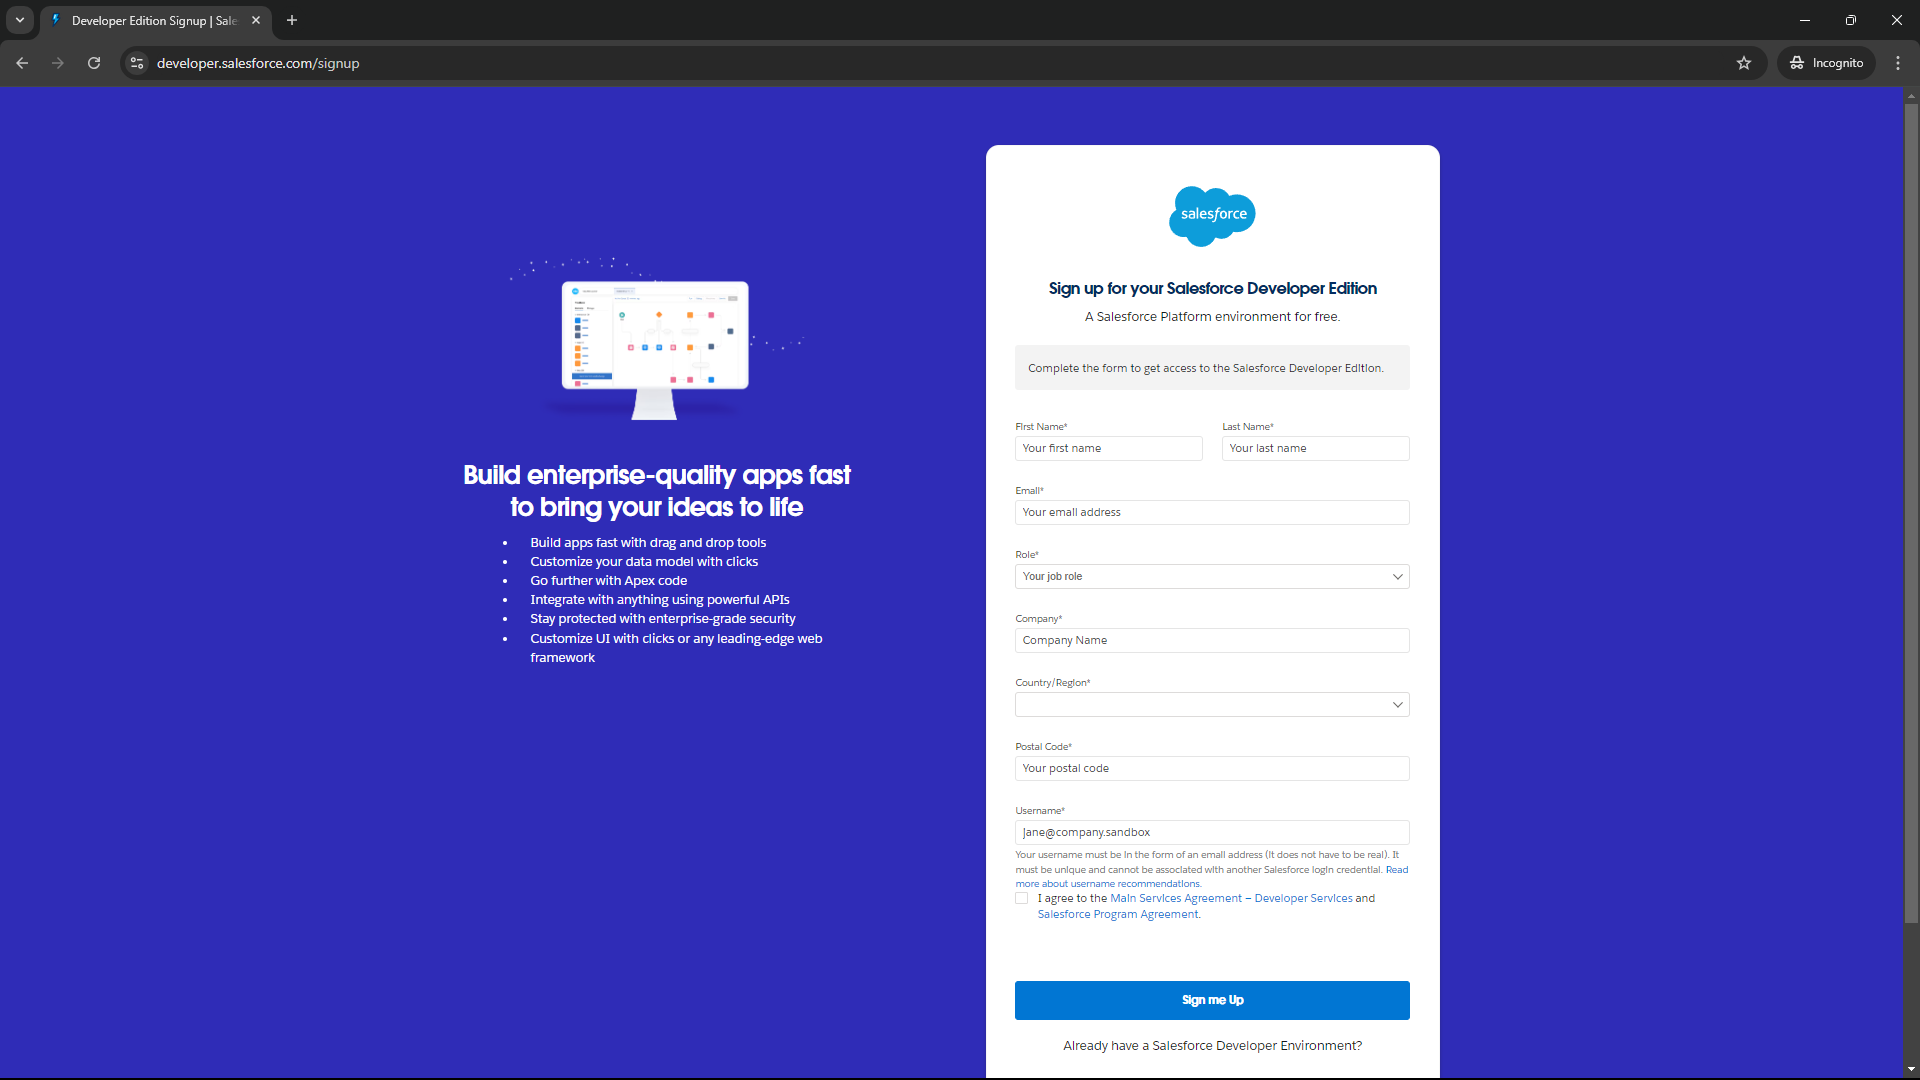 Developer Edition Signup | Sale
developer.salesforce.com/signup
Incognito
salesforce
Sign up for your Salesforce Developer Edition
A Salesforce Platform environment for free.
Complete the form to get access to the Salesforce Developer Edition.
Build enterprise-quality apps fast
to bring your ideas to life
• Build apps fast with drag and drop tools
• Customize your data model with clicks
• Go further with Apex code
• Integrate with anything using powerful APIs
• Stay protected with enterprise-grade security
• Customize UI with clicks or any leading-edge web
framework
First Name* Last Name*
Your first name Your last name
Email*
Your email address
Role*
Your job role
Company*
Company Name
Country/Region*
Postal Code*
Your postal code
Username*
jane@company.sandbox
Your username must be in the form of an email address (it does not have to be real). It
must be unique and cannot be associated with another Salesforce login credential. Read
more about username recommendations.
I agree to the Main Services Agreement – Developer Services and
Salesforce Program Agreement.
Sign me Up
Already have a Salesforce Developer Environment?